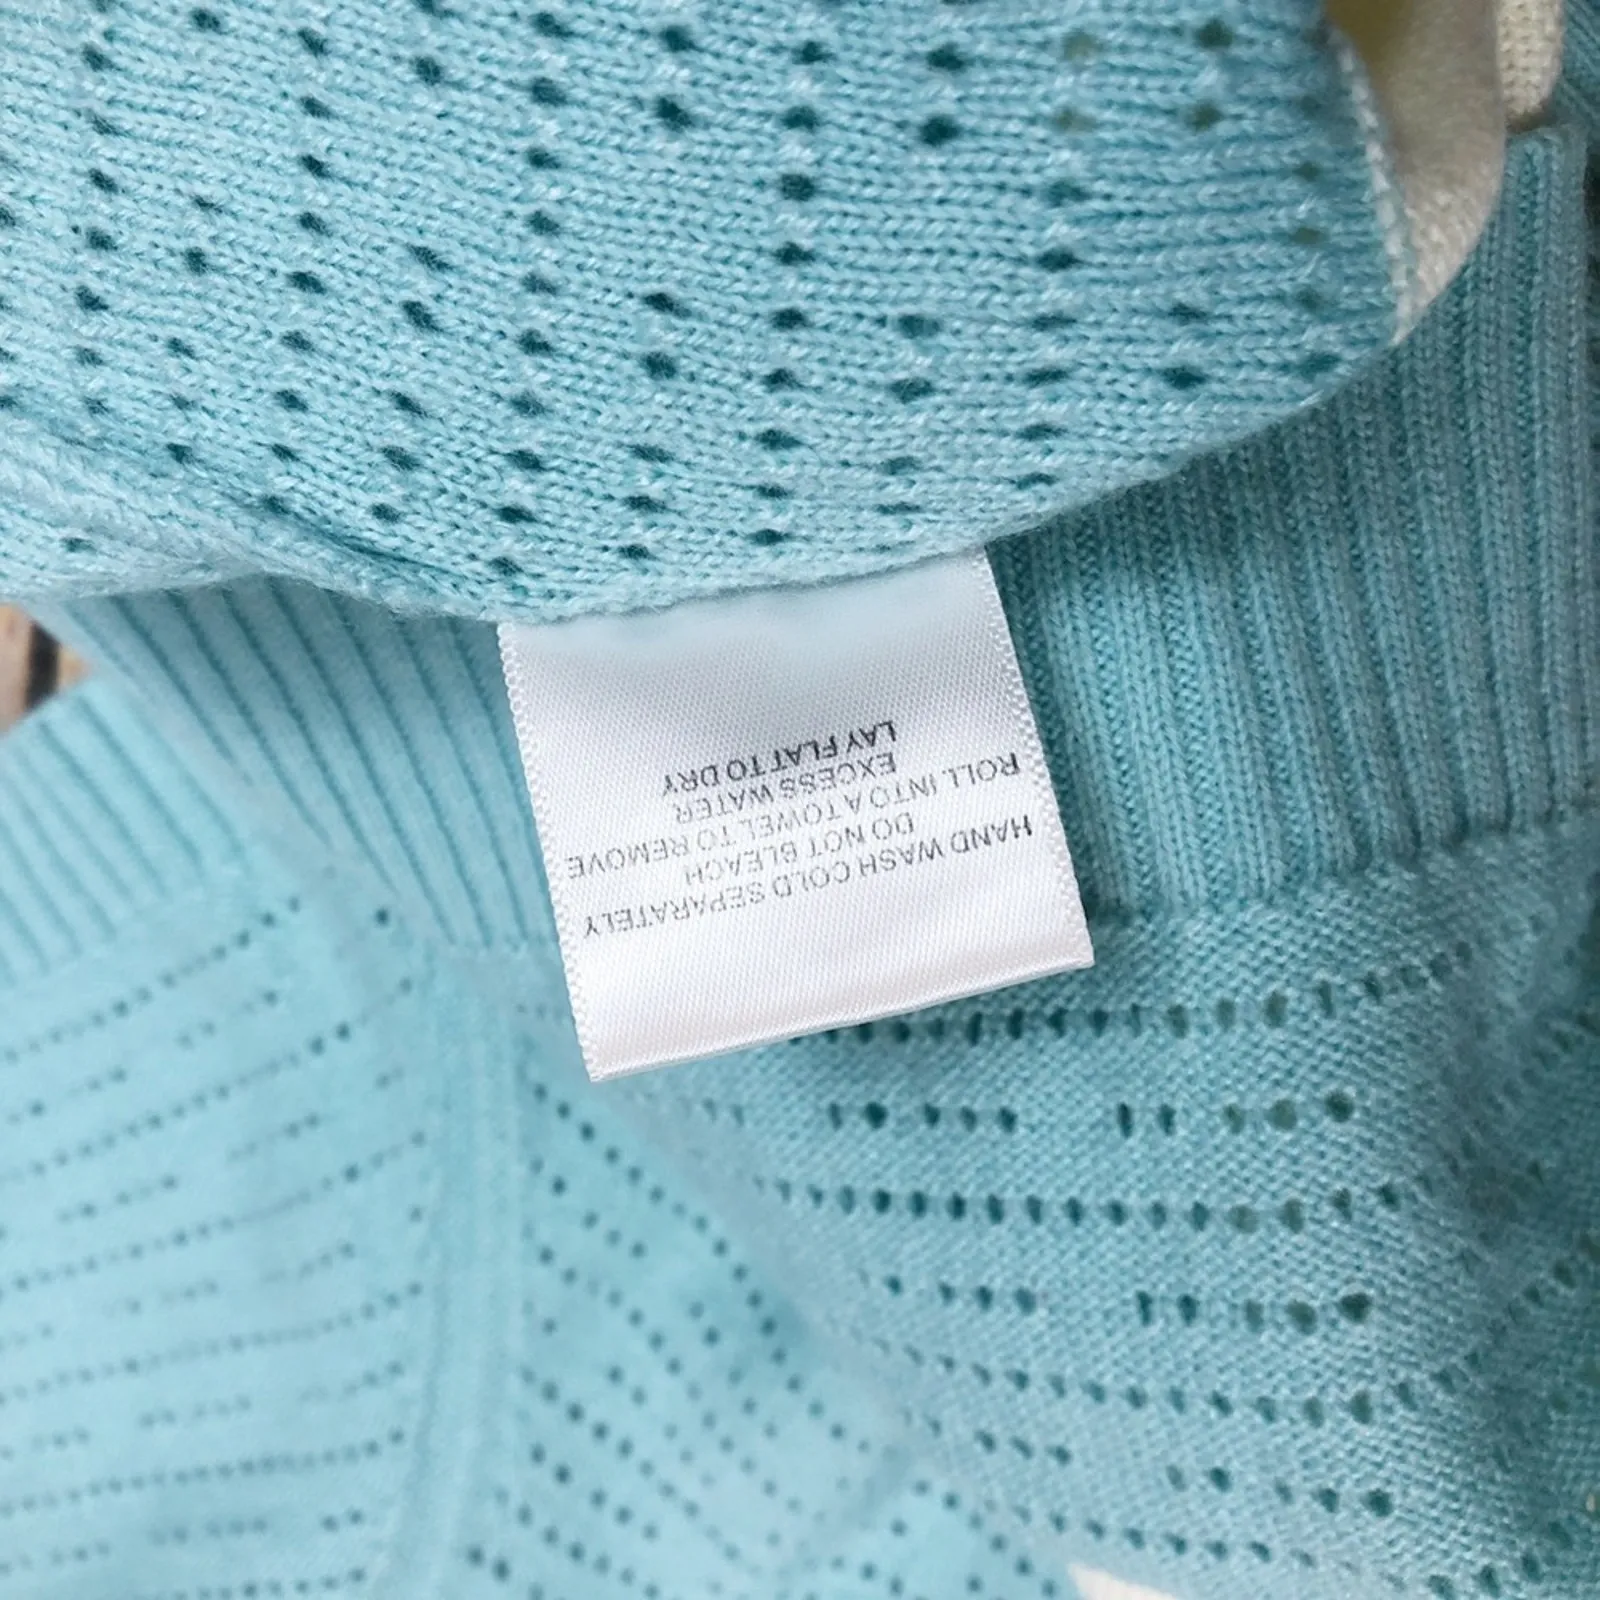 HAND WASH COLD SEPARATELY
DO NOT BLEACH
ROLL INTO A TOWEL TO REMOVE
EXCESS WATER
LAY FLAT TO DRY